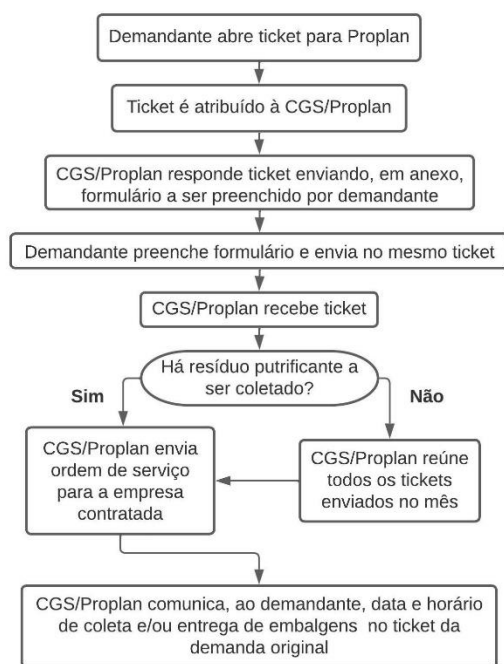 Demandante abre ticket para Proplan
Ticket é atribuído à CGS/Proplan
CGS/Proplan responde ticket enviando, em anexo,
formulário a ser preenchido por demandante
Demandante preenche formulário e envia no mesmo ticket
CGS/Proplan recebe ticket
Há resíduo putrificante a
ser coletado?
Sim
Não
CGS/Proplan envia
ordem de serviço
para a empresa
contratada
CGS/Proplan reúne
todos os tickets
enviados no mês
CGS/Proplan comunica, ao demandante, data e horário
de coleta e/ou entrega de embalgens no ticket da
demanda original